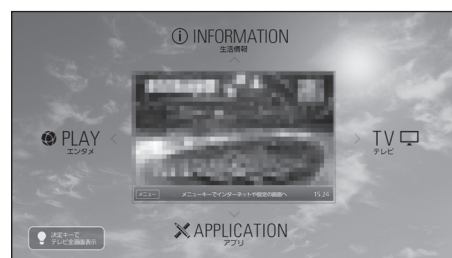 INFORMATION
生活情報
PLAY
エンタメ
TV
テレビ
メニュー メニューキーでインターネットや設定の画面へ 15:24
APPLICATION
アプリ
決定キーで
テレビ全画面表示